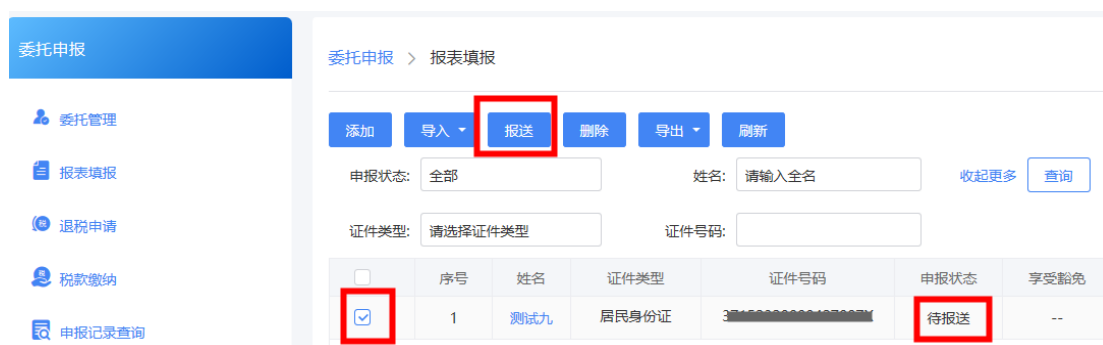 委托申报
委托管理
报表填报
退税申请
税款缴纳
申报记录查询
委托申报 > 报表填报
添加 导入 报送 删除 导出 刷新
申报状态: 全部 姓名: 请输入全名 收起更多 查询
证件类型: 请选择证件类型 证件号码:
序号 姓名 证件类型 证件号码 申报状态 享受豁免
1 测试九 居民身份证 待报送 --